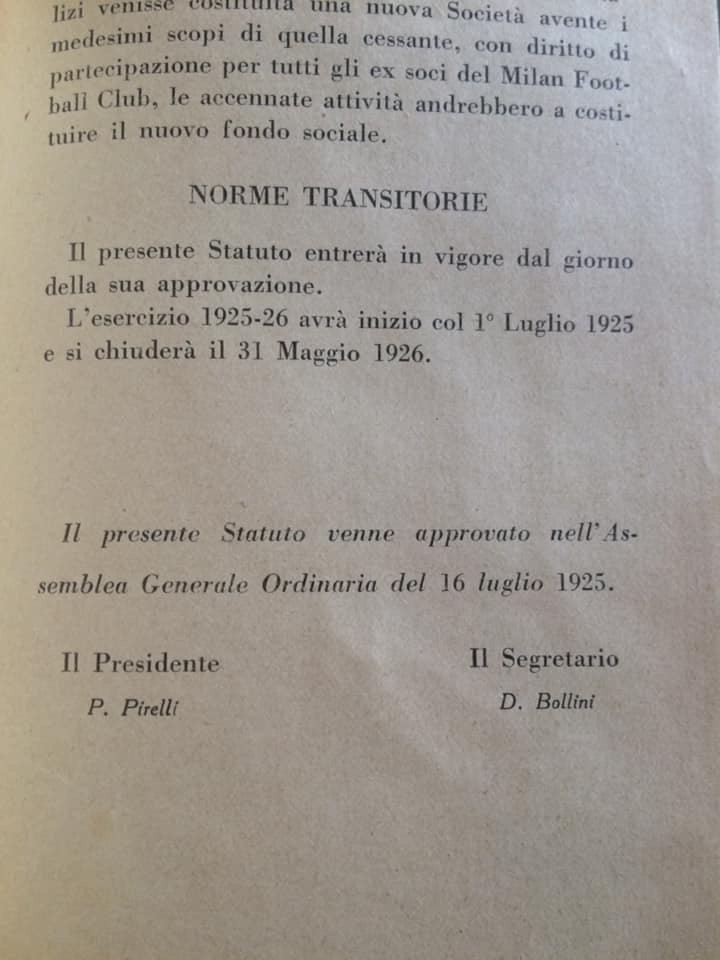 lizi venisse costituita una nuova Società avente i
medesimi scopi di quella cessante, con diritto di
partecipazione per tutti gli ex soci del Milan Foot-
ball Club, le accennate attività andrebbero a costi-
tuire il nuovo fondo sociale.
NORME TRANSITORIE
Il presente Statuto entrerà in vigore dal giorno
della sua approvazione.
L'esercizio 1925-26 avrà inizio col 1° Luglio 1925
e si chiuderà il 31 Maggio 1926.
Il presente Statuto venne approvato nell'As-
semblea Generale Ordinaria del 16 luglio 1925.
Il Presidente
P. Pirelli
Il Segretario
D. Bollini